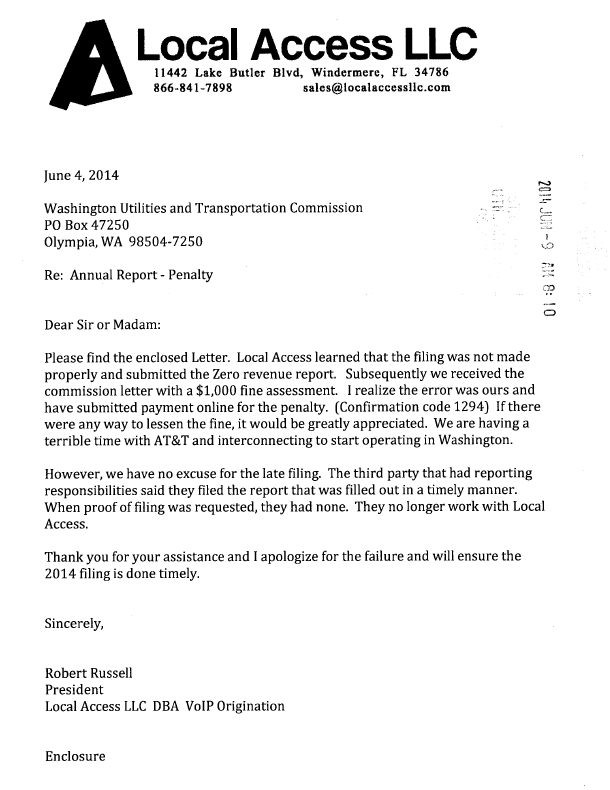 Local Access LLC
11442 Lake Butler Blvd, Windermere, FL 34786
866-841-7898 sales@localaccessllc.com
June 4, 2014
2014 JUN -9 AM 8:10
Washington Utilities and Transportation Commission
PO Box 47250
Olympia, WA 98504-7250
Re: Annual Report - Penalty
Dear Sir or Madam:
Please find the enclosed Letter. Local Access learned that the filing was not made
properly and submitted the Zero revenue report. Subsequently we received the
commission letter with a $1,000 fine assessment. I realize the error was ours and
have submitted payment online for the penalty. (Confirmation code 1294) If there
were any way to lessen the fine, it would be greatly appreciated. We are having a
terrible time with AT&T and interconnecting to start operating in Washington.
However, we have no excuse for the late filing. The third party that had reporting
responsibilities said they filed the report that was filled out in a timely manner.
When proof of filing was requested, they had none. They no longer work with Local
Access.
Thank you for your assistance and I apologize for the failure and will ensure the
2014 filing is done timely.
Sincerely,
Robert Russell
President
Local Access LLC DBA VoIP Origination
Enclosure